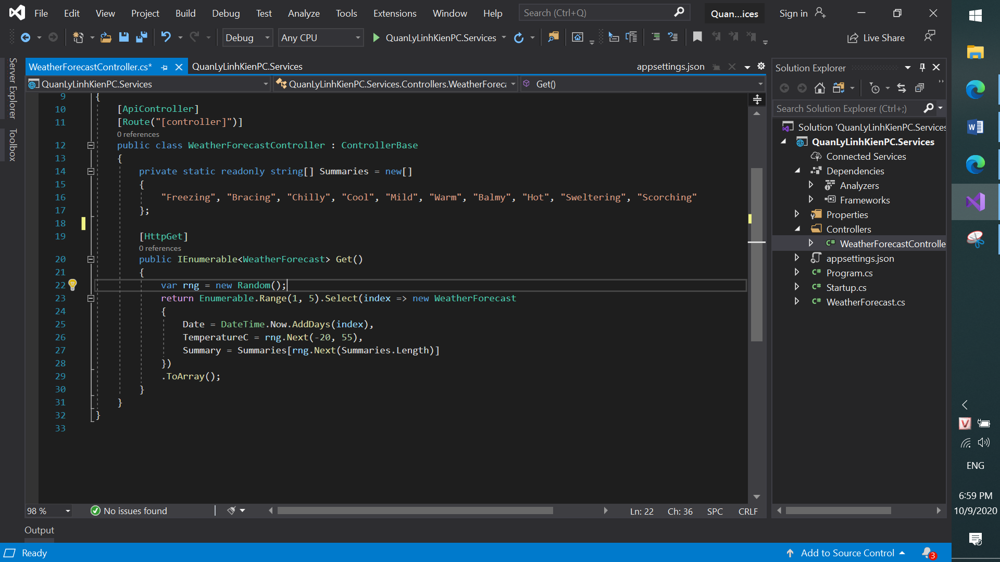 File Edit View Project Build Debug Test Analyze Tools Extensions Window Help Search (Ctrl+Q) Quan...ices Sign in
Debug Any CPU QuanLyLinhKienPC.Services Live Share
Server Explorer
Toolbox
WeatherForecastController.cs* QuanLyLinhKienPC.Services appsettings.json
QuanLyLinhKienPC.Services QuanLyLinhKienPC.Services.Controllers.WeatherForeca Get()
9 {
10 [ApiController]
11 [Route("[controller]")]
0 references
12 public class WeatherForecastController : ControllerBase
13 {
14 private static readonly string[] Summaries = new[]
15 {
16 "Freezing", "Bracing", "Chilly", "Cool", "Mild", "Warm", "Balmy", "Hot", "Sweltering", "Scorching"
17 };
18
19 [HttpGet]
0 references
20 public IEnumerable<WeatherForecast> Get()
21 {
22 var rng = new Random();
23 return Enumerable.Range(1, 5).Select(index => new WeatherForecast
24 {
25 Date = DateTime.Now.AddDays(index),
26 TemperatureC = rng.Next(-20, 55),
27 Summary = Summaries[rng.Next(Summaries.Length)]
28 })
29 .ToArray();
30 }
31 }
32 }
33
98 % No issues found Ln: 22 Ch: 36 SPC CRLF
Solution Explorer
Search Solution Explorer (Ctrl+;)
Solution 'QuanLyLinhKienPC.Services
QuanLyLinhKienPC.Services
Connected Services
Dependencies
Analyzers
Frameworks
Properties
Controllers
C# WeatherForecastControlle
appsettings.json
C# Program.cs
C# Startup.cs
C# WeatherForecast.cs
Output
Ready Add to Source Control 3
W
V
ENG
6:59 PM
10/9/2020